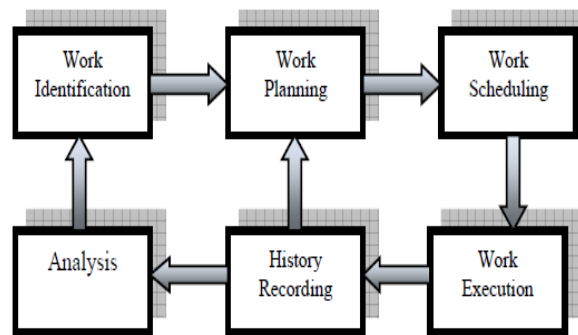 Work
Identification
Work
Planning
Work
Scheduling
Analysis
History
Recording
Work
Execution